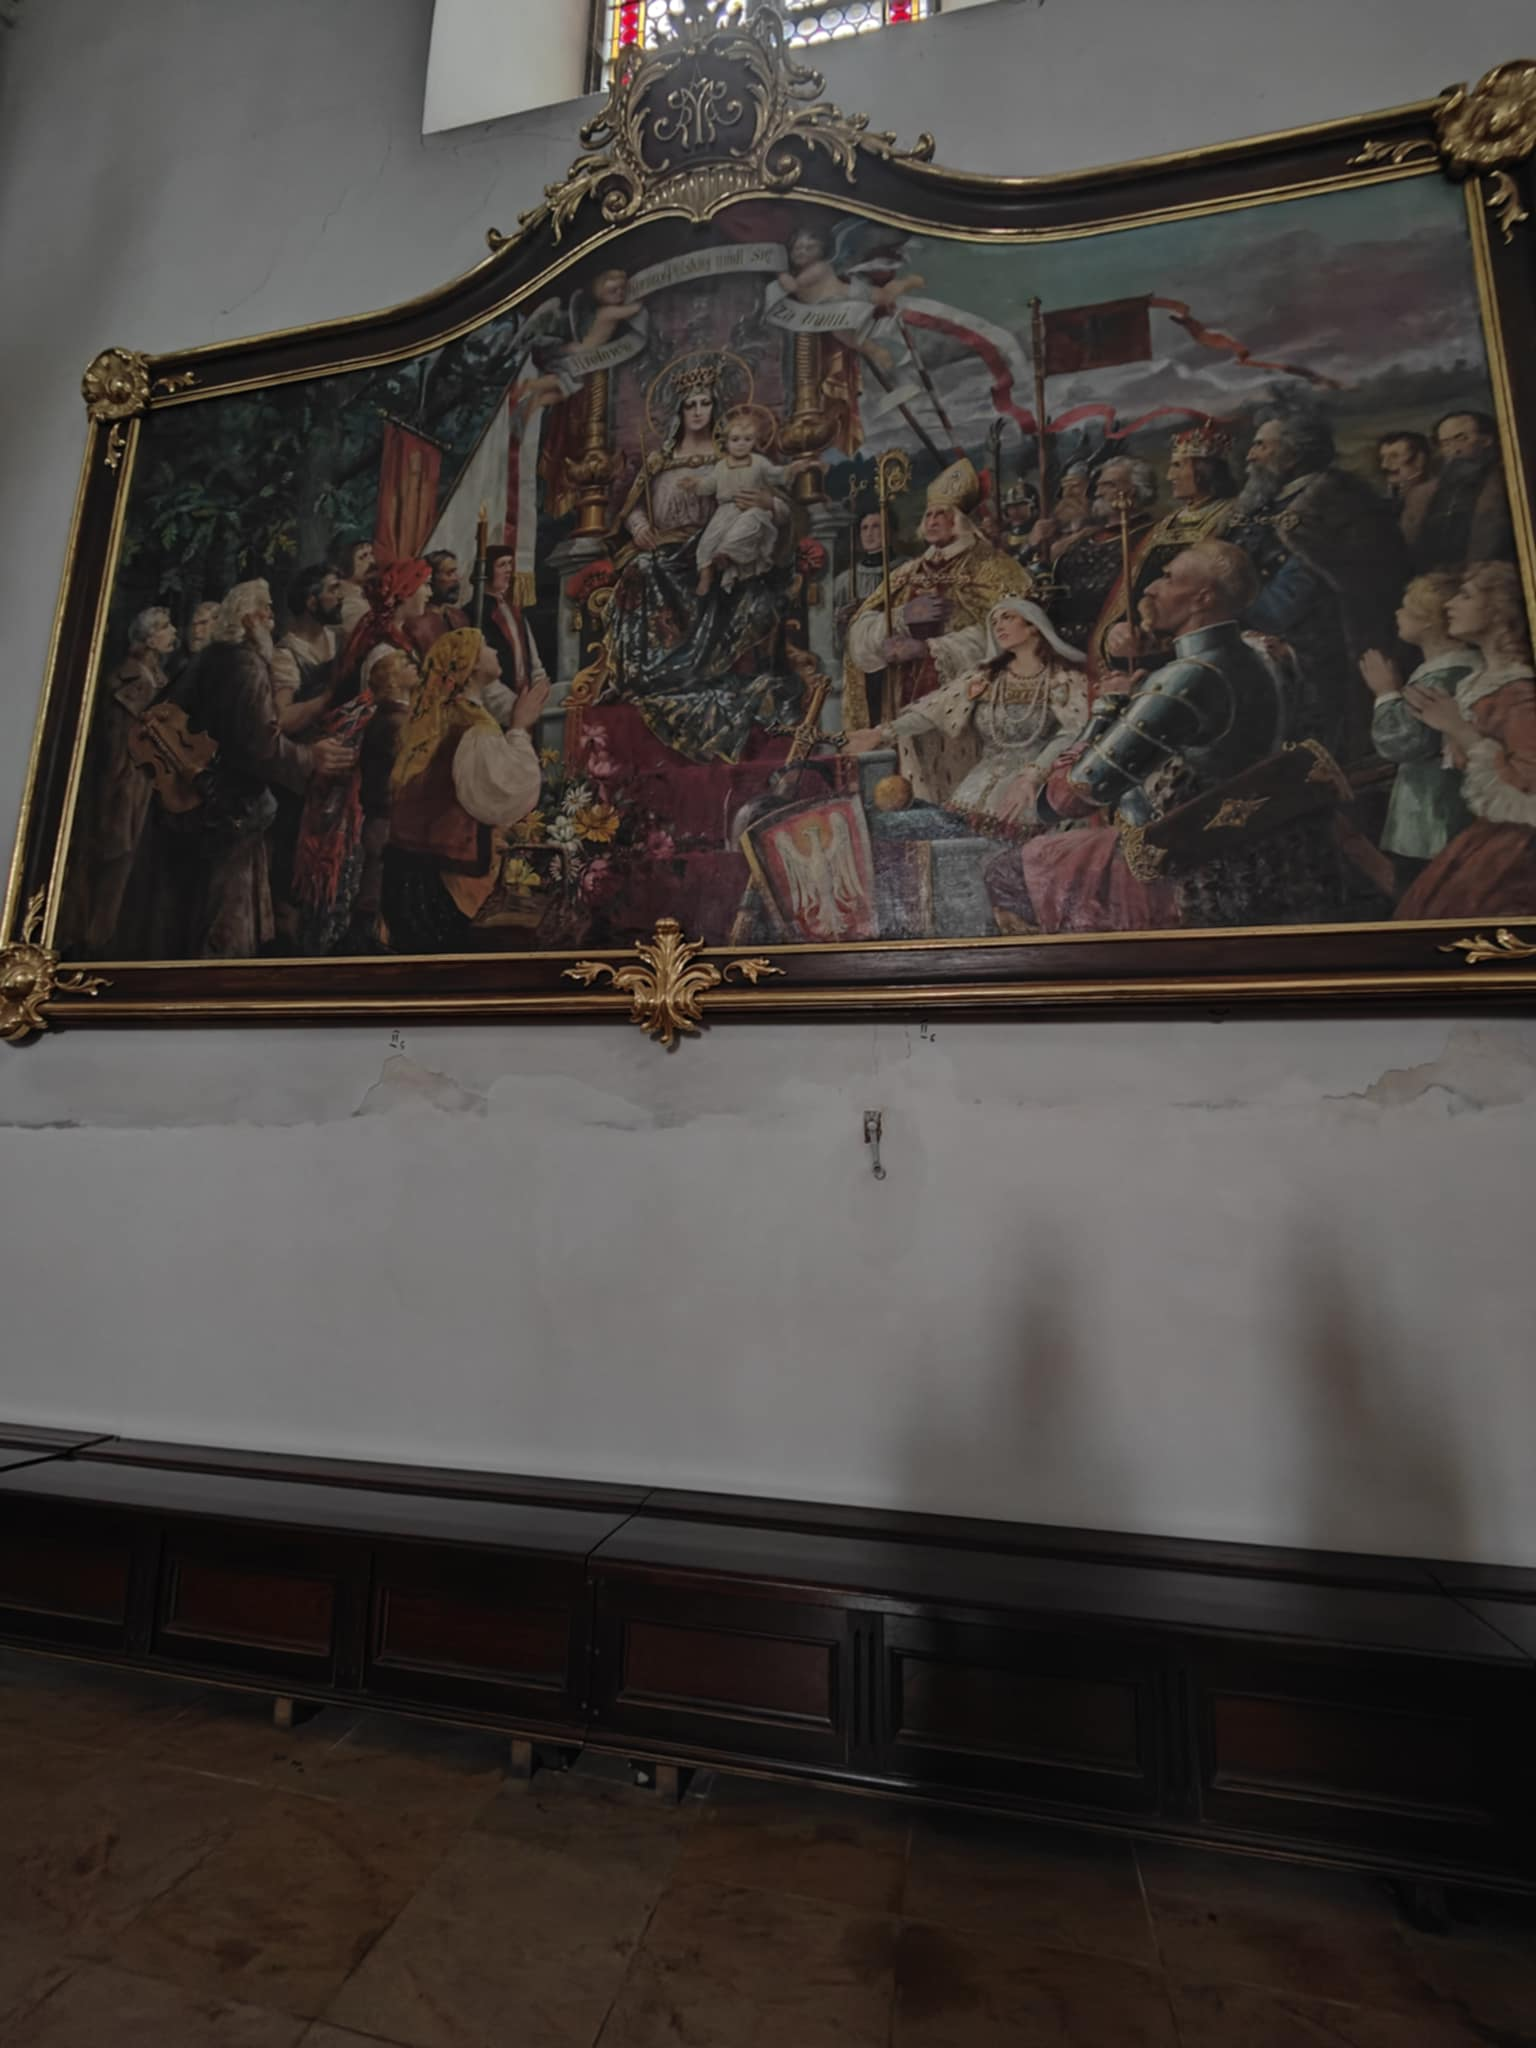 Królowo
Korony Polskiej módl się
Za nami.